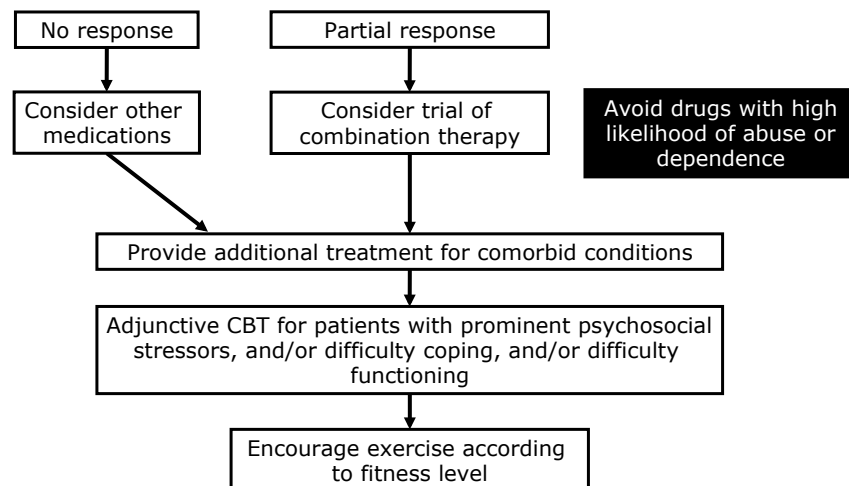 No response
Partial response
Consider other
medications
Consider trial of
combination therapy
Avoid drugs with high
likelihood of abuse or
dependence
Provide additional treatment for comorbid conditions
Adjunctive CBT for patients with prominent psychosocial
stressors, and/or difficulty coping, and/or difficulty
functioning
Encourage exercise according
to fitness level